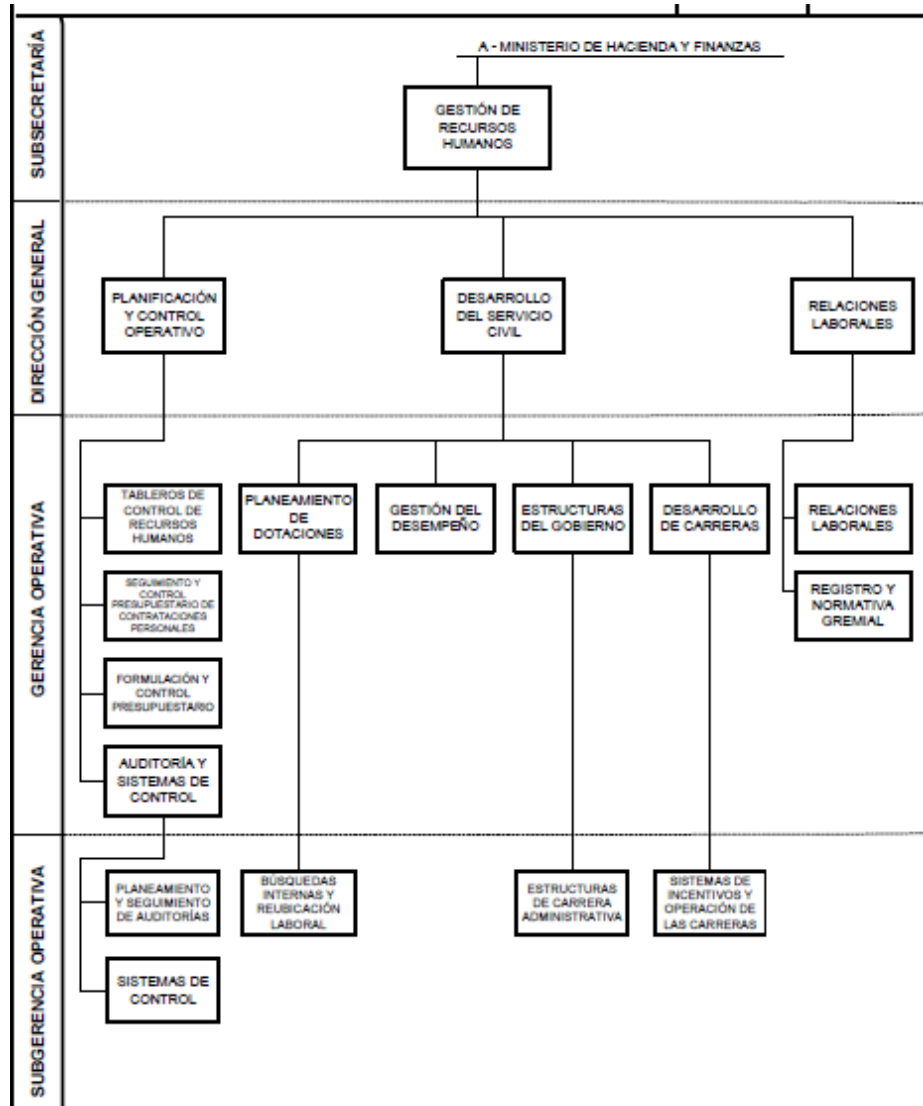 A - MINISTERIO DE HACIENDA Y FINANZAS
SUBSECRETARÍA
GESTIÓN DE
RECURSOS
HUMANOS
DIRECCIÓN GENERAL
PLANIFICACIÓN
Y CONTROL
OPERATIVO
DESARROLLO
DEL SERVICIO
CIVIL
RELACIONES
LABORALES
GERENCIA OPERATIVA
TABLEROS DE
CONTROL DE
RECURSOS
HUMANOS
SEGUIMIENTO Y
CONTROL
PRESUPUESTARIO DE
CONTRATACIONES
PERSONALES
FORMULACIÓN Y
CONTROL
PRESUPUESTARIO
AUDITORÍA Y
SISTEMAS DE
CONTROL
PLANEAMIENTO
DE
DOTACIONES
GESTIÓN DEL
DESEMPEÑO
ESTRUCTURAS
DEL GOBIERNO
DESARROLLO
DE CARRERAS
RELACIONES
LABORALES
REGISTRO Y
NORMATIVA
GREMIAL
SUBGERENCIA OPERATIVA
PLANEAMIENTO
Y SEGUIMIENTO
DE AUDITORÍAS
SISTEMAS DE
CONTROL
BÚSQUEDAS
INTERNAS Y
REUBICACIÓN
LABORAL
ESTRUCTURAS
DE CARRERA
ADMINISTRATIVA
SISTEMAS DE
INCENTIVOS Y
OPERACIÓN DE
LAS CARRERAS